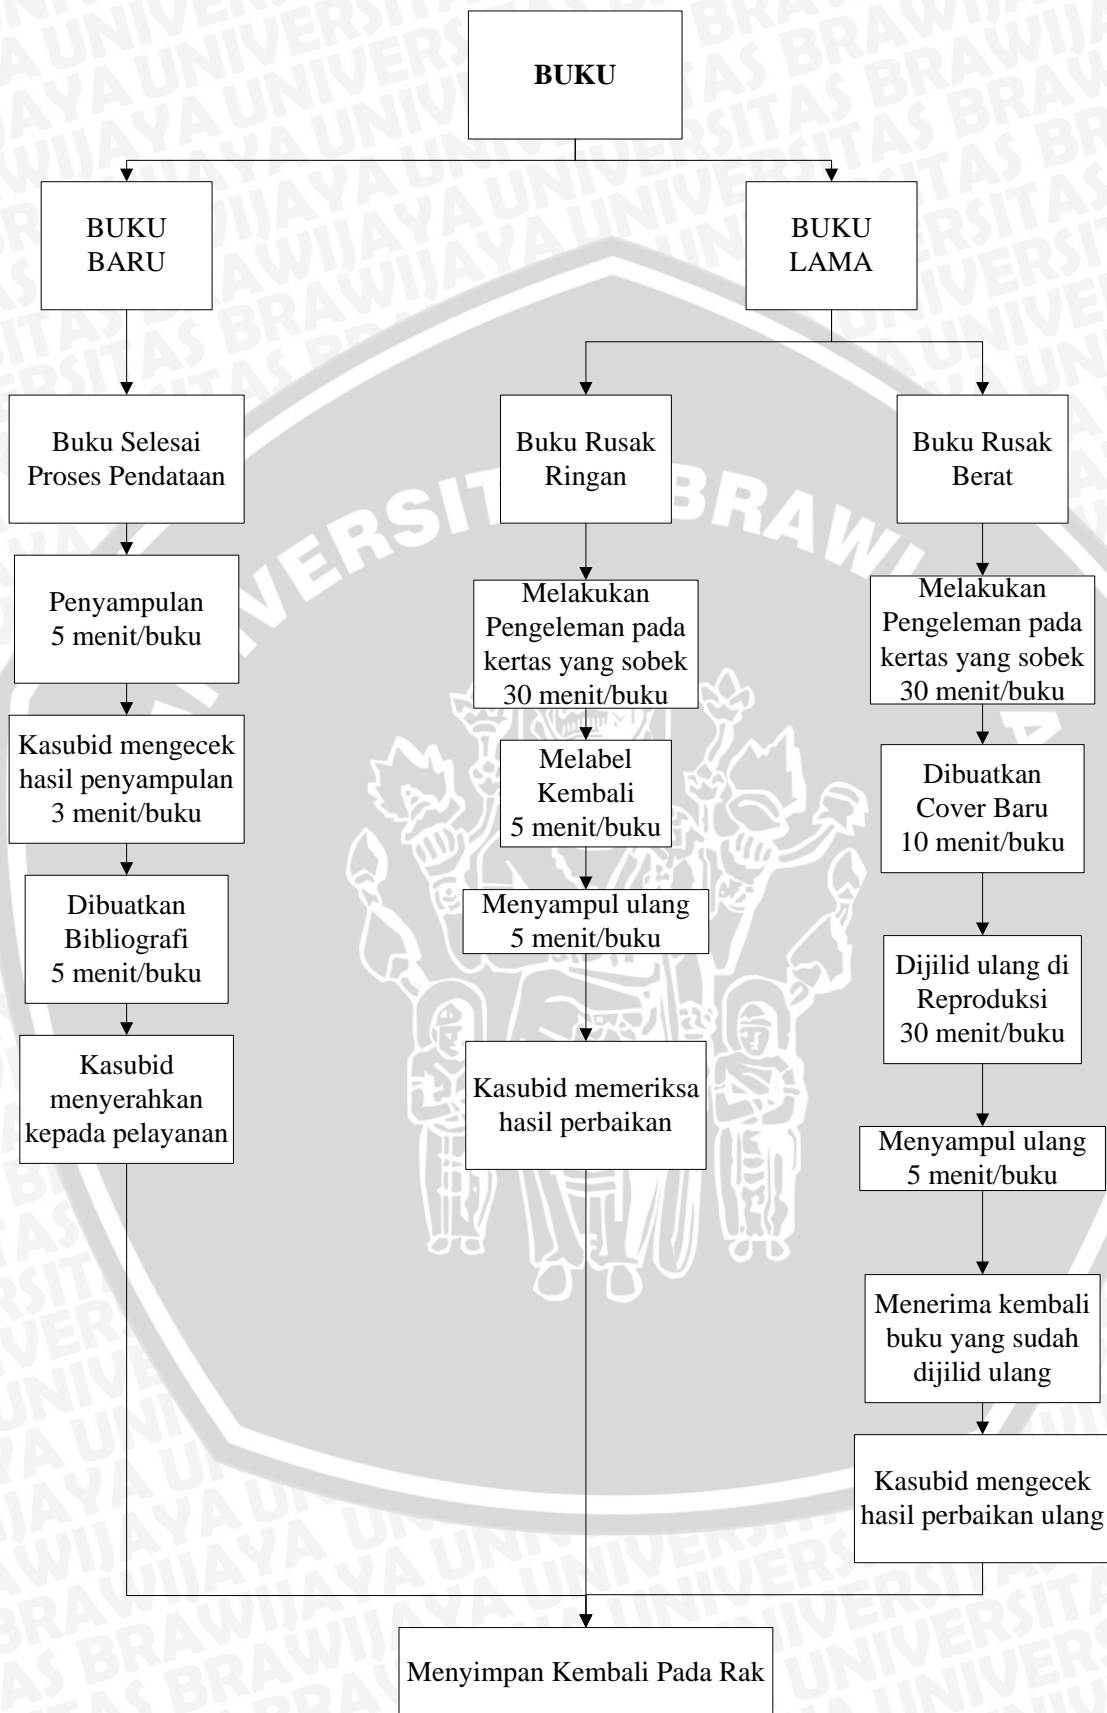 BUKU
BUKU
BARU
BUKU
LAMA
Buku Selesai
Proses Pendataan
Buku Rusak
Ringan
Buku Rusak
Berat
Penyampulan
5 menit/buku
Melakukan
Pengeleman pada
kertas yang sobek
30 menit/buku
Melakukan
Pengeleman pada
kertas yang sobek
30 menit/buku
Kasubid mengecek
hasil penyampulan
3 menit/buku
Melabel
Kembali
5 menit/buku
Dibuatkan
Cover Baru
10 menit/buku
Dibuatkan
Bibliografi
5 menit/buku
Menyampul ulang
5 menit/buku
Dijilid ulang di
Reproduksi
30 menit/buku
Kasubid
menyerahkan
kepada pelayanan
Kasubid memeriksa
hasil perbaikan
Menyampul ulang
5 menit/buku
Menerima kembali
buku yang sudah
dijilid ulang
Kasubid mengecek
hasil perbaikan ulang
Menyimpan Kembali Pada Rak